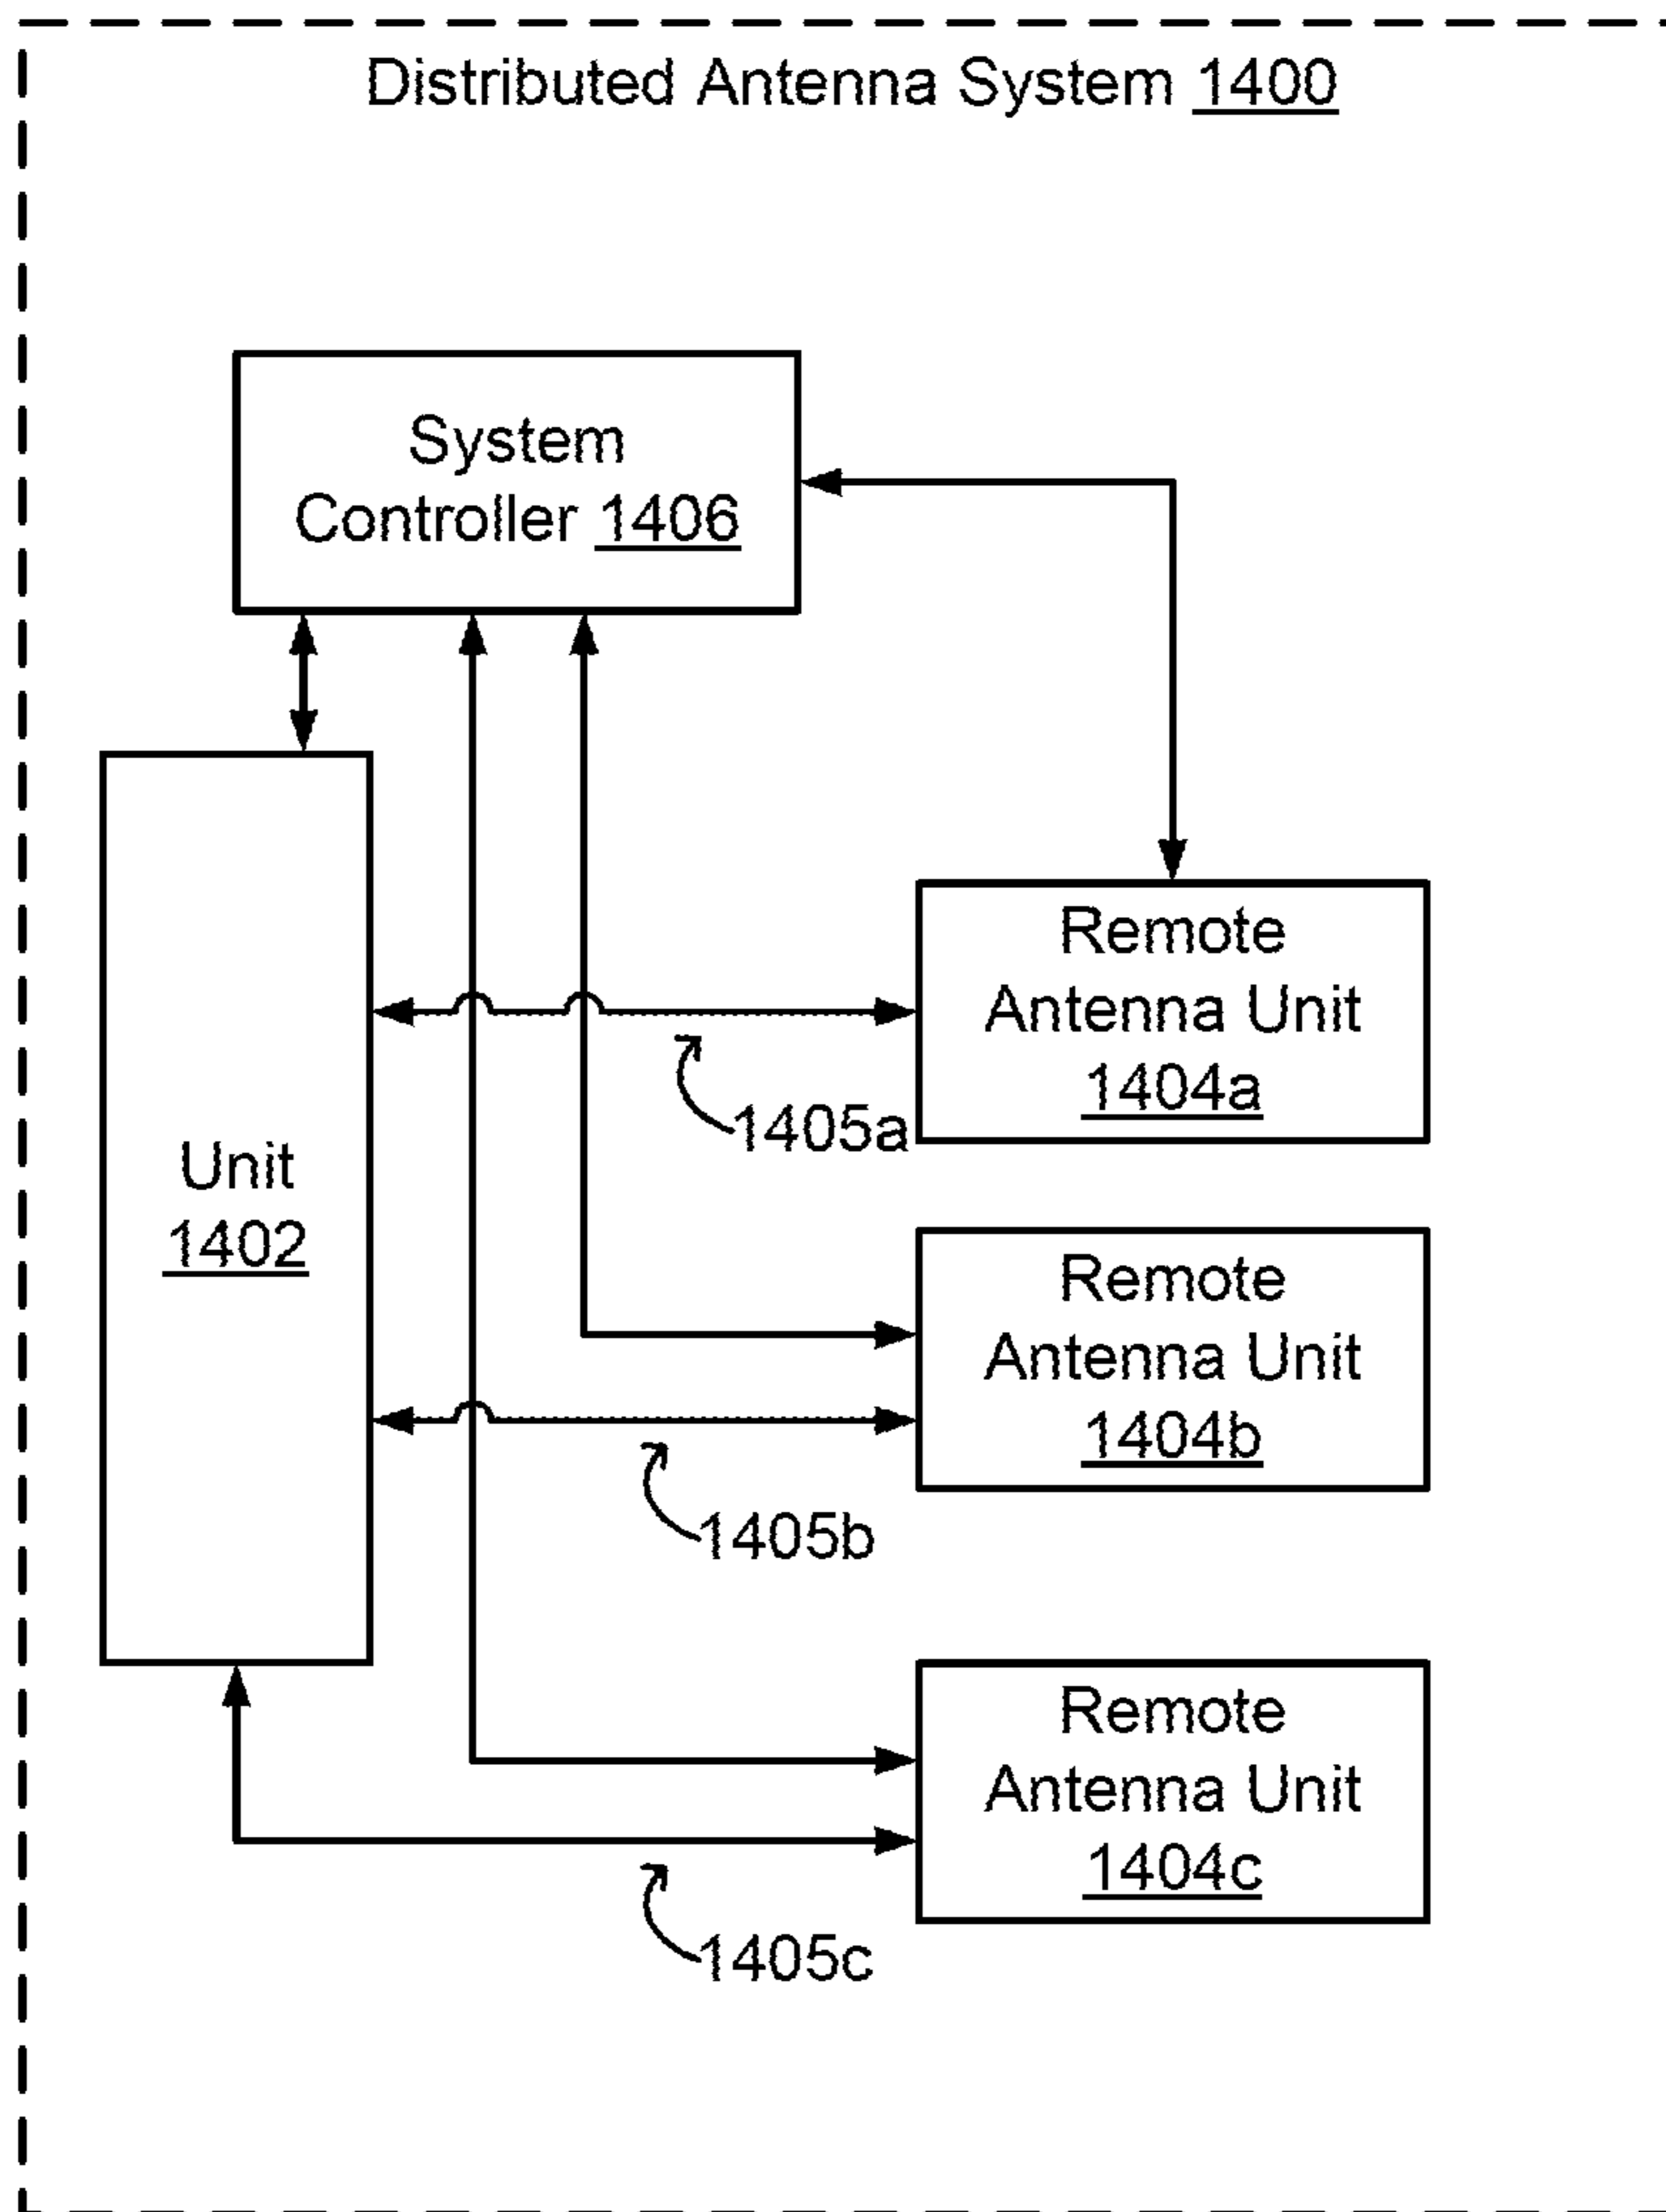 Distributed Antenna System 1400
System
Controller 1406
Remote
Antenna Unit
1404a
1405a
Unit
1402
Remote
Antenna Unit
1404b
1405b
Remote
Antenna Unit
1404c
1405c